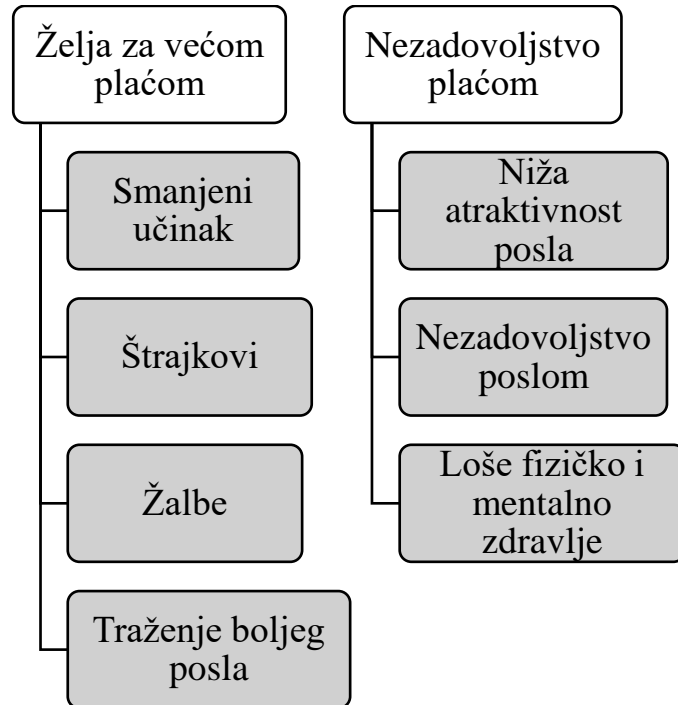 Želja za većom
plaćom
Smanjeni
učinak
Štrajkovi
Žalbe
Traženje boljeg
posla
Nezadovoljstvo
plaćom
Niža
atraktivnost
posla
Nezadovoljstvo
poslom
Loše fizičko i
mentalno
zdravlje